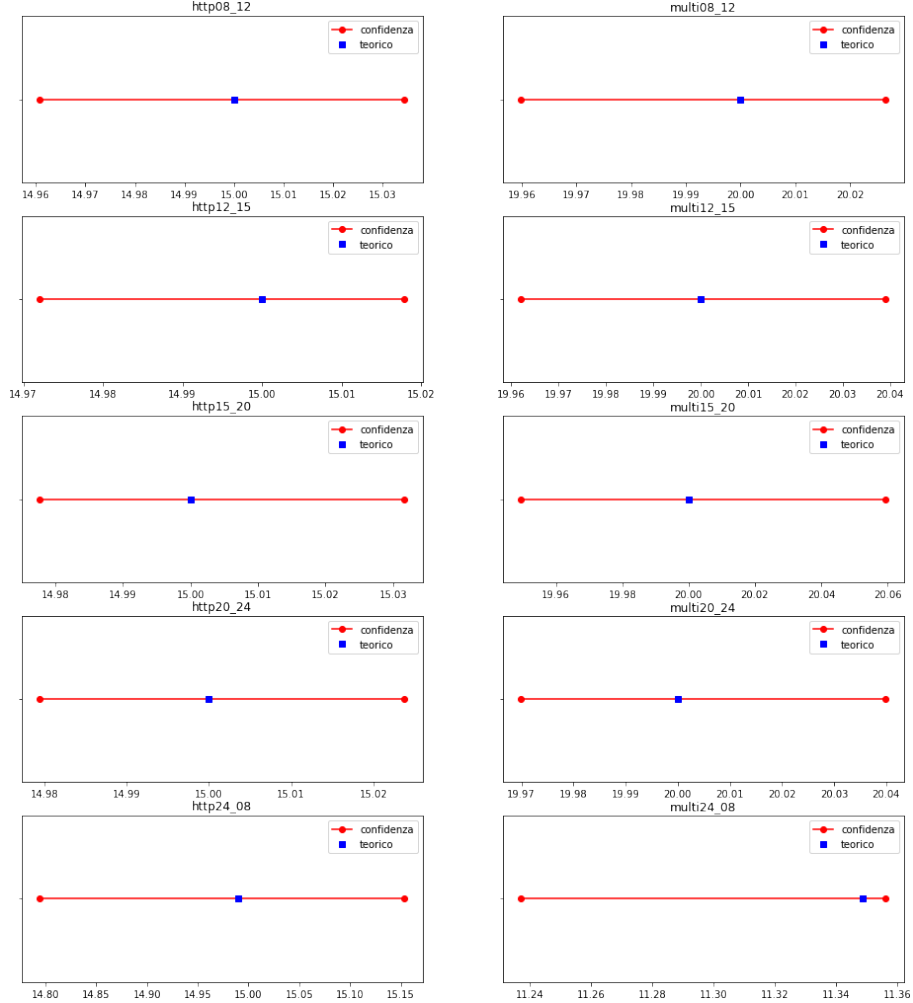 http08_12
confidenza
teorico
14.96 14.97 14.98 14.99 15.00 15.01 15.02 15.03
multi08_12
confidenza
teorico
19.96 19.97 19.98 19.99 20.00 20.01 20.02
http12_15
confidenza
teorico
14.97 14.98 14.99 15.00 15.01 15.02
multi12_15
confidenza
teorico
19.96 19.97 19.98 19.99 20.00 20.01 20.02 20.03 20.04
http15_20
confidenza
teorico
14.98 14.99 15.00 15.01 15.02 15.03
multi15_20
confidenza
teorico
19.96 19.98 20.00 20.02 20.04 20.06
http20_24
confidenza
teorico
14.98 14.99 15.00 15.01 15.02
multi20_24
confidenza
teorico
19.97 19.98 19.99 20.00 20.01 20.02 20.03 20.04
http24_08
confidenza
teorico
14.80 14.85 14.90 14.95 15.00 15.05 15.10 15.15
multi24_08
confidenza
teorico
11.24 11.26 11.28 11.30 11.32 11.34 11.36